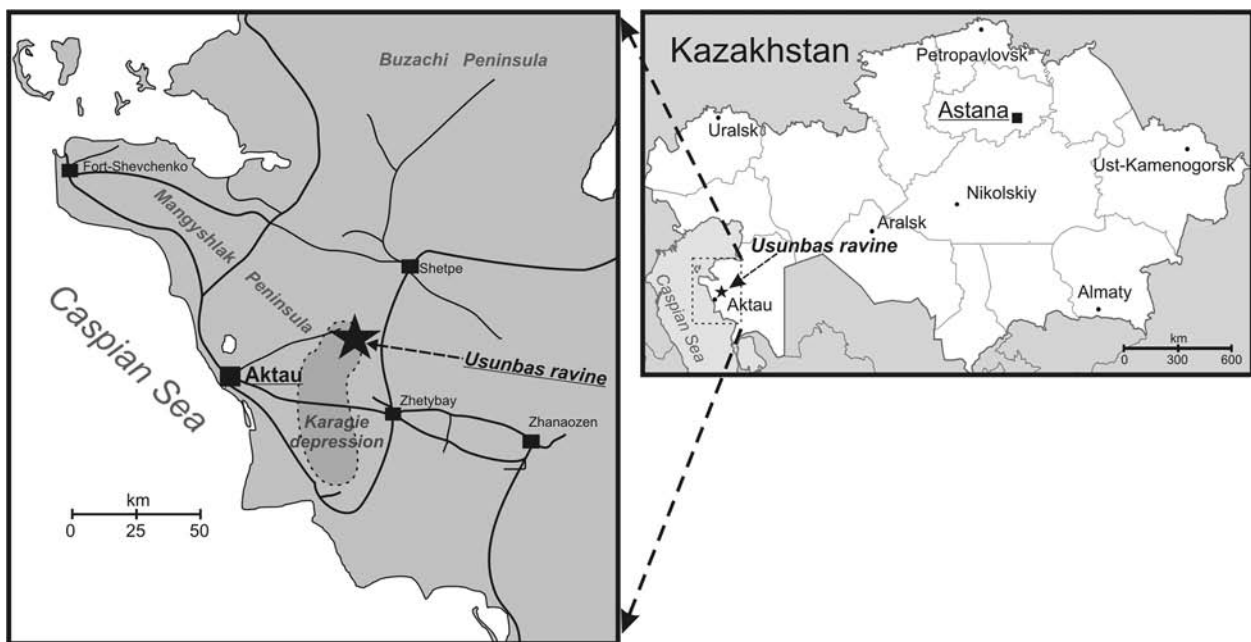 Buzachi Peninsula
Fort-Shevchenko
Mangyshlak
Peninsula
Shetpe
Caspian Sea
Usunbas ravine
Aktau
Zhetybay
Zhanaozen
Karagie
depression
km
0 25 50
Kazakhstan
Petropavlovsk
Astana
Uralsk
Ust-Kamenogorsk
Nikolskiy
Aralsk
Usunbas ravine
Caspian Sea
Aktau
Almaty
km
0 300 600